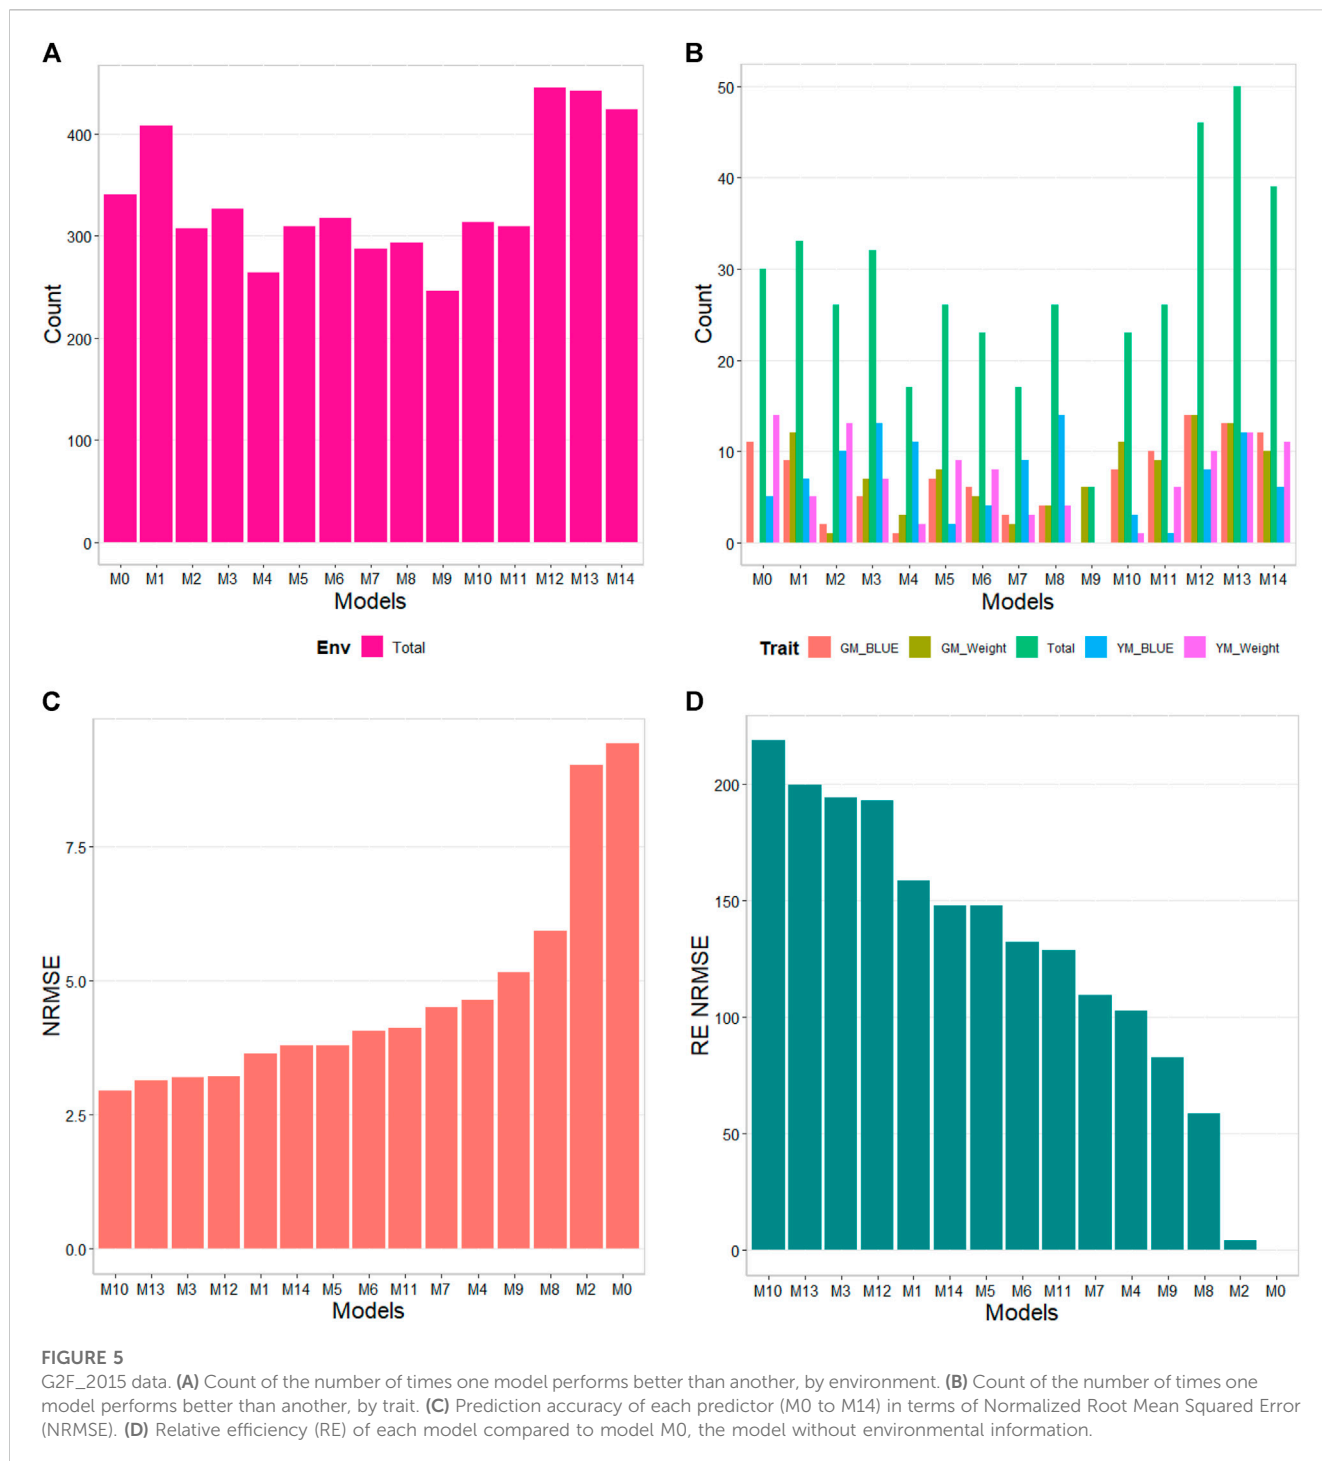 A
Count
400
300
200
100
0
M0 M1 M2 M3 M4 M5 M6 M7 M8 M9 M10 M11 M12 M13 M14
Models
Env Total
B
Count
50
40
30
20
10
0
M0 M1 M2 M3 M4 M5 M6 M7 M8 M9 M10 M11 M12 M13 M14
Models
Trait GM_BLUE GM_Weight Total YM_BLUE YM_Weight
C
NRMSE
7.5
5.0
2.5
0.0
M10 M13 M3 M12 M1 M14 M5 M6 M11 M7 M4 M9 M8 M2 M0
Models
D
RE NRMSE
200
150
100
50
0
M10 M13 M3 M12 M1 M14 M5 M6 M11 M7 M4 M9 M8 M2 M0
Models
FIGURE 5
G2F_2015 data. (A) Count of the number of times one model performs better than another, by environment. (B) Count of the number of times one
model performs better than another, by trait. (C) Prediction accuracy of each predictor (M0 to M14) in terms of Normalized Root Mean Squared Error
(NRMSE). (D) Relative efficiency (RE) of each model compared to model M0, the model without environmental information.